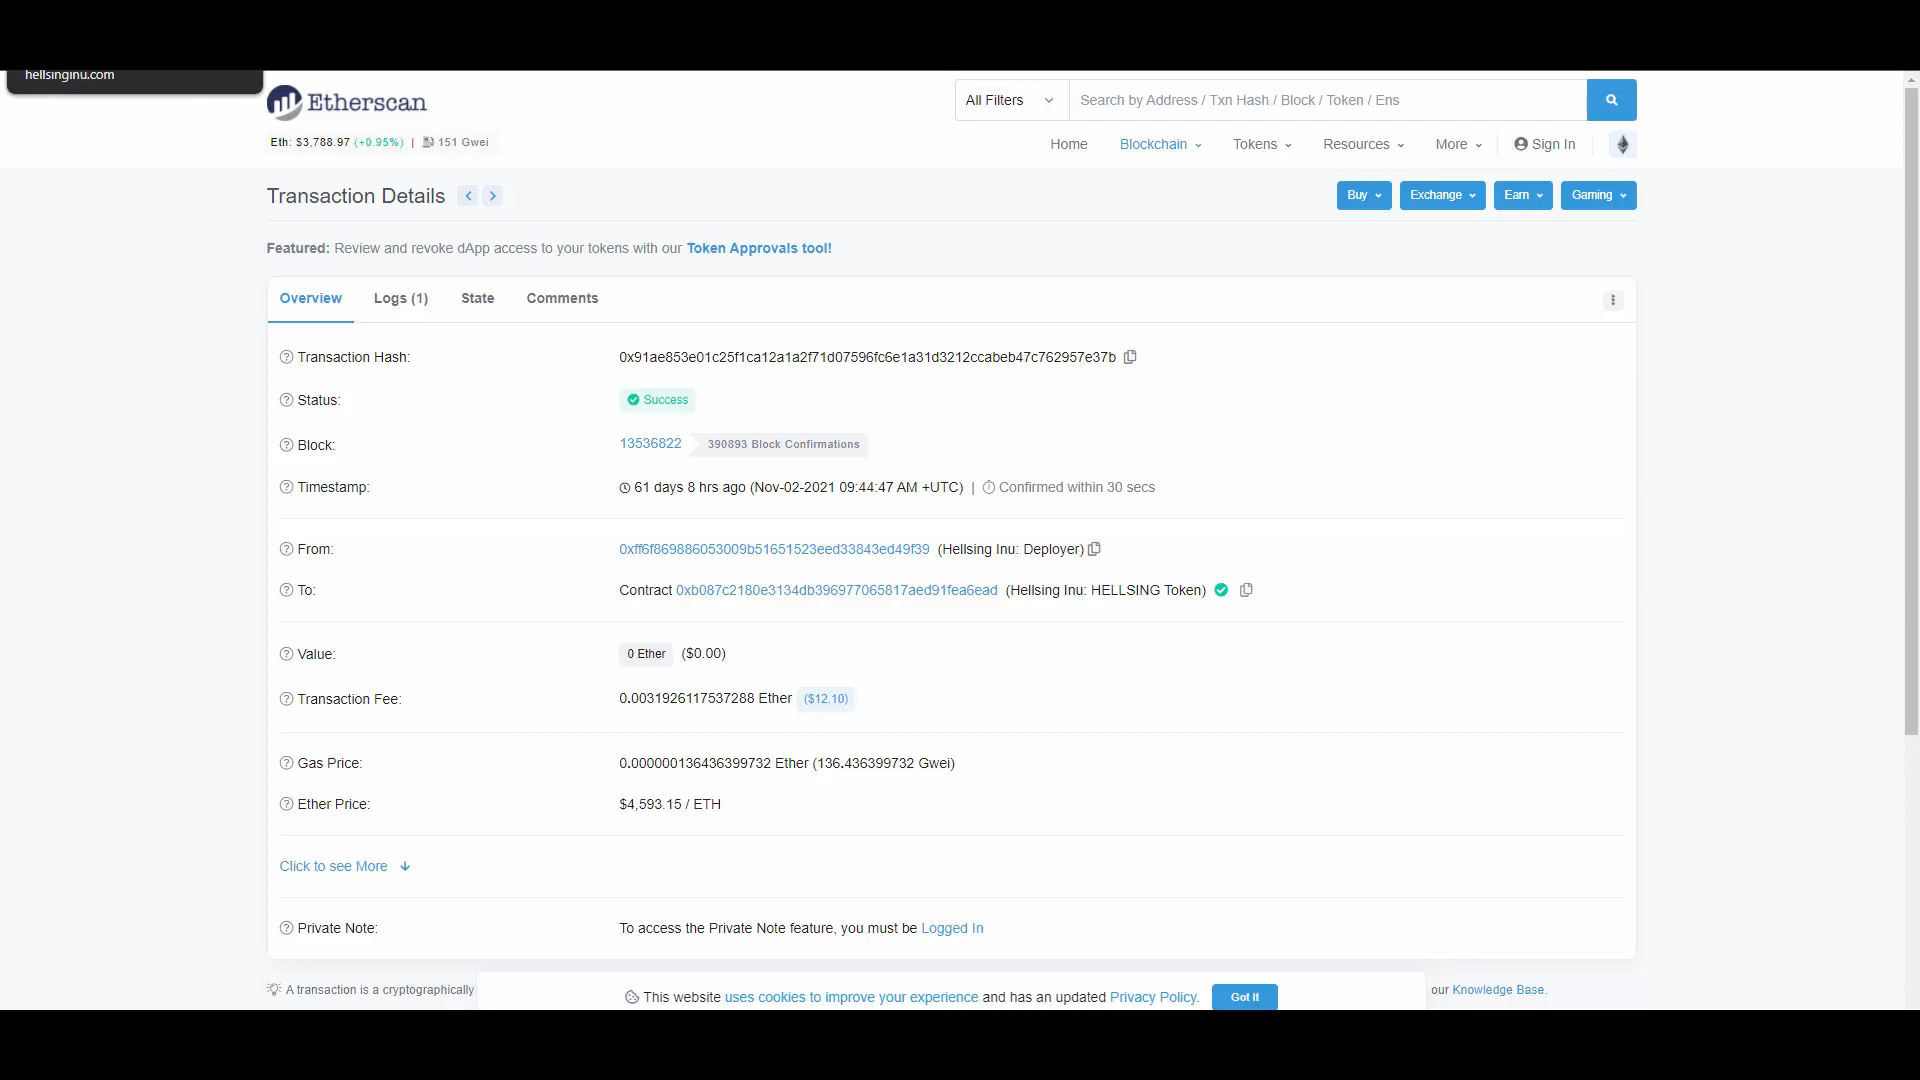 hellsinginu.com
Etherscan
All Filters
Search by Address / Txn Hash / Block / Token / Ens
Eth: $3,788.97 (+0.95%) | 151 Gwei
Home Blockchain Tokens Resources More Sign In
Transaction Details
Buy Exchange Earn Gaming
Featured: Review and revoke dApp access to your tokens with our Token Approvals tool!
Overview Logs (1) State Comments
Transaction Hash: 0x91ae853e01c25f1ca12a1a2f71d07596fc6e1a31d3212ccabeb47c762957e37b
Status: Success
Block: 13536822 390893 Block Confirmations
Timestamp: 61 days 8 hrs ago (Nov-02-2021 09:44:47 AM +UTC) | Confirmed within 30 secs
From: 0xff6f869886053009b51651523eed33843ed49f39 (Hellsing Inu: Deployer)
To: Contract 0xb087c2180e3134db396977065817aed91fea6ead (Hellsing Inu: HELLSING Token)
Value: 0 Ether ($0.00)
Transaction Fee: 0.0031926117537288 Ether ($12.10)
Gas Price: 0.000000136436399732 Ether (136.436399732 Gwei)
Ether Price: $4,593.15 / ETH
Click to see More
Private Note: To access the Private Note feature, you must be Logged In
A transaction is a cryptographically
our Knowledge Base.
This website uses cookies to improve your experience and has an updated Privacy Policy. Got It